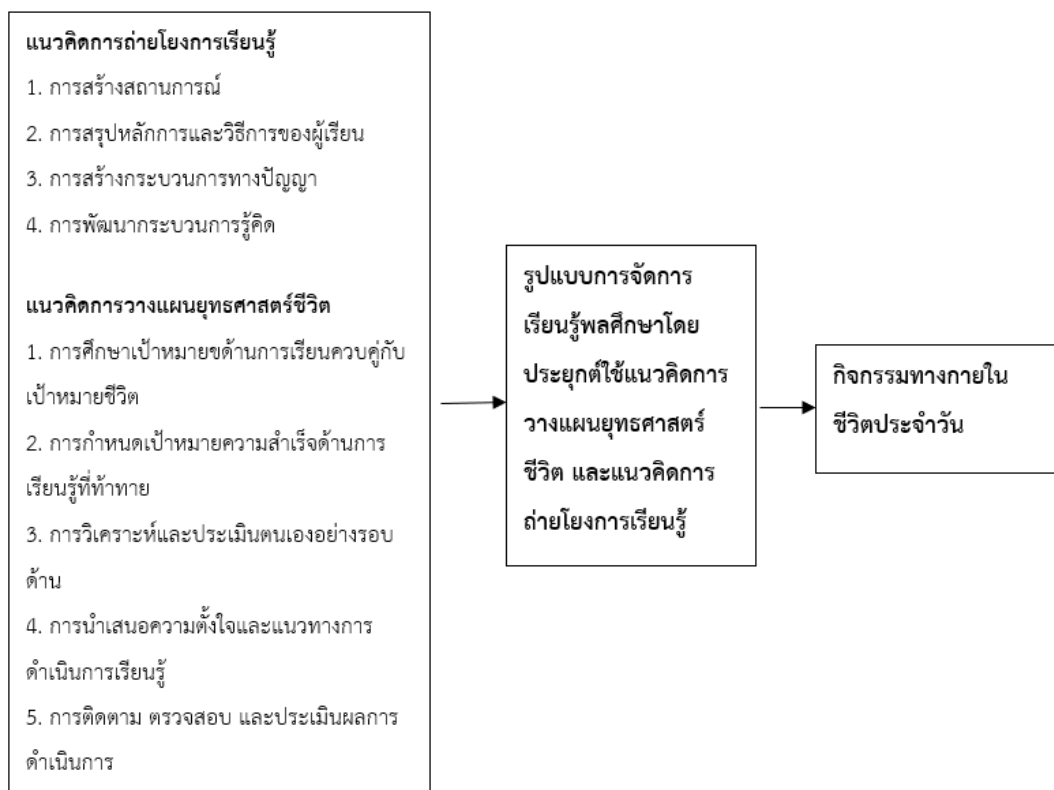 แนวคิดการถ่ายโยงการเรียนรู้
1. การสร้างสถานการณ์
2. การสรุปหลักการและวิธีการของผู้เรียน
3. การสร้างกระบวนการทางปัญญา
4. การพัฒนากระบวนการรู้คิด
แนวคิดการวางแผนยุทธศาสตร์ชีวิต
1. การศึกษาเป้าหมายขด้านการเรียนควบคู่กับ
เป้าหมายชีวิต
2. การกำหนดเป้าหมายความสำเร็จด้านการ
เรียนรู้ที่ท้าทาย
3. การวิเคราะห์และประเมินตนเองอย่างรอบ
ด้าน
4. การนำเสนอความตั้งใจและแนวทางการ
ดำเนินการเรียนรู้
5. การติดตาม ตรวจสอบ และประเมินผลการ
ดำเนินการ
รูปแบบการจัดการ
เรียนรู้พลศึกษาโดย
ประยุกต์ใช้แนวคิดการ
วางแผนยุทธศาสตร์
ชีวิต และแนวคิดการ
ถ่ายโยงการเรียนรู้
กิจกรรมทางกายใน
ชีวิตประจำวัน